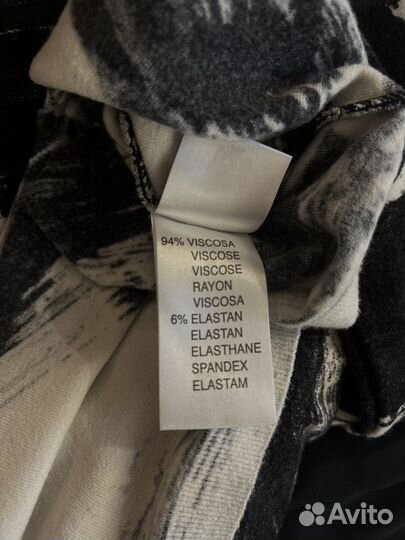 94% VISCOSA
VISCOSE
VISCOSE
RAYON
VISCOSA
6% ELASTAN
ELASTAN
ELASTHANE
SPANDEX
ELASTAM
Avito